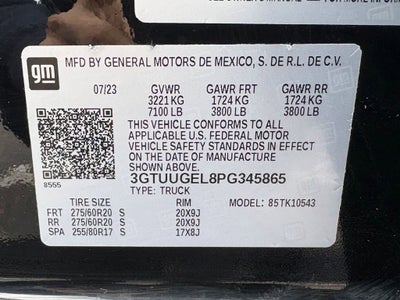 gm
MFD BY GENERAL MOTORS DE MEXICO, S. DE R.L. DE C.V.
07/23 GVWR GAWR FRT GAWR RR
3221 KG 1724 KG 1724 KG
7100 LB 3800 LB 3800 LB
THIS VEHICLE CONFORMS TO ALL
APPLICABLE U.S. FEDERAL MOTOR
VEHICLE SAFETY STANDARDS IN EFFECT
ON THE DATE OF MANUFACTURE
SHOWN ABOVE.
8555
3GTUUGEL8PG345865
TYPE: TRUCK
TIRE SIZE RIM 85TK10543
FRT 275/60R20 S 20X9J
RR 275/60R20 S 20X9J
SPA 255/80R17 S 17X8J